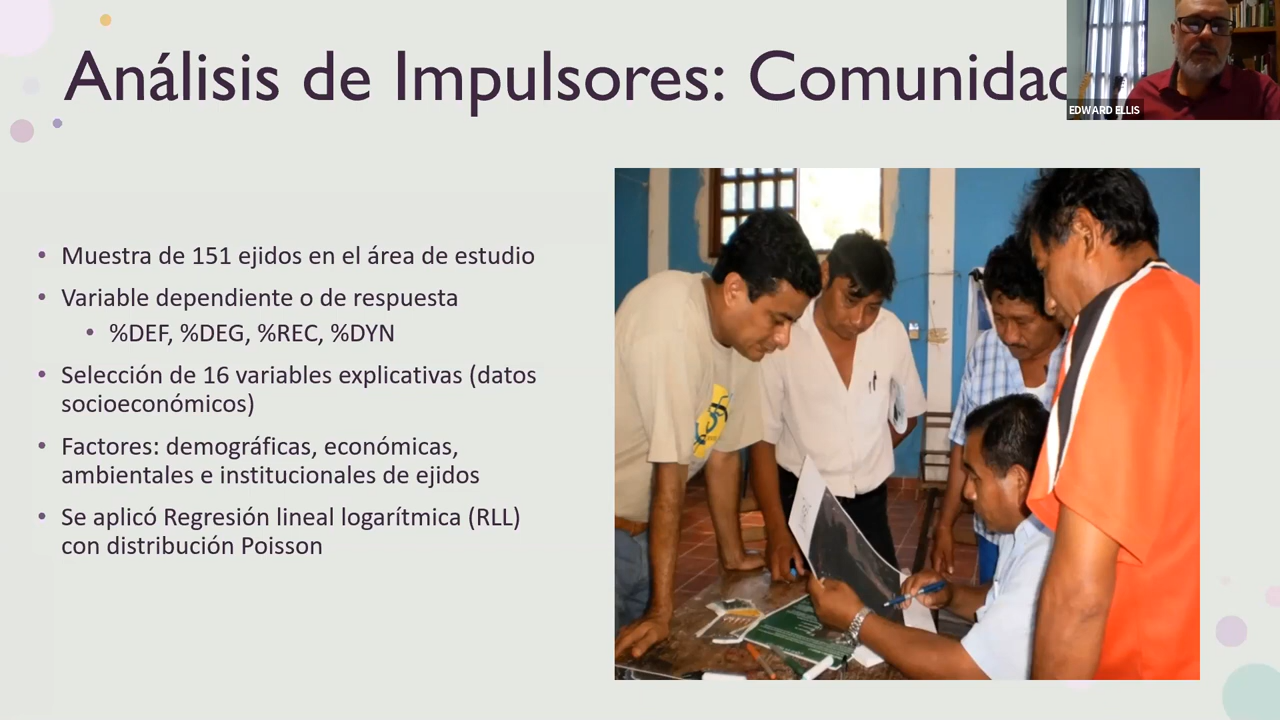 Análisis de Impulsores: Comunidad
EDWARD ELLIS
• Muestra de 151 ejidos en el área de estudio
• Variable dependiente o de respuesta
• %DEF, %DEG, %REC, %DYN
• Selección de 16 variables explicativas (datos
socioeconómicos)
• Factores: demográficas, económicas,
ambientales e institucionales de ejidos
• Se aplicó Regresión lineal logarítmica (RLL)
con distribución Poisson